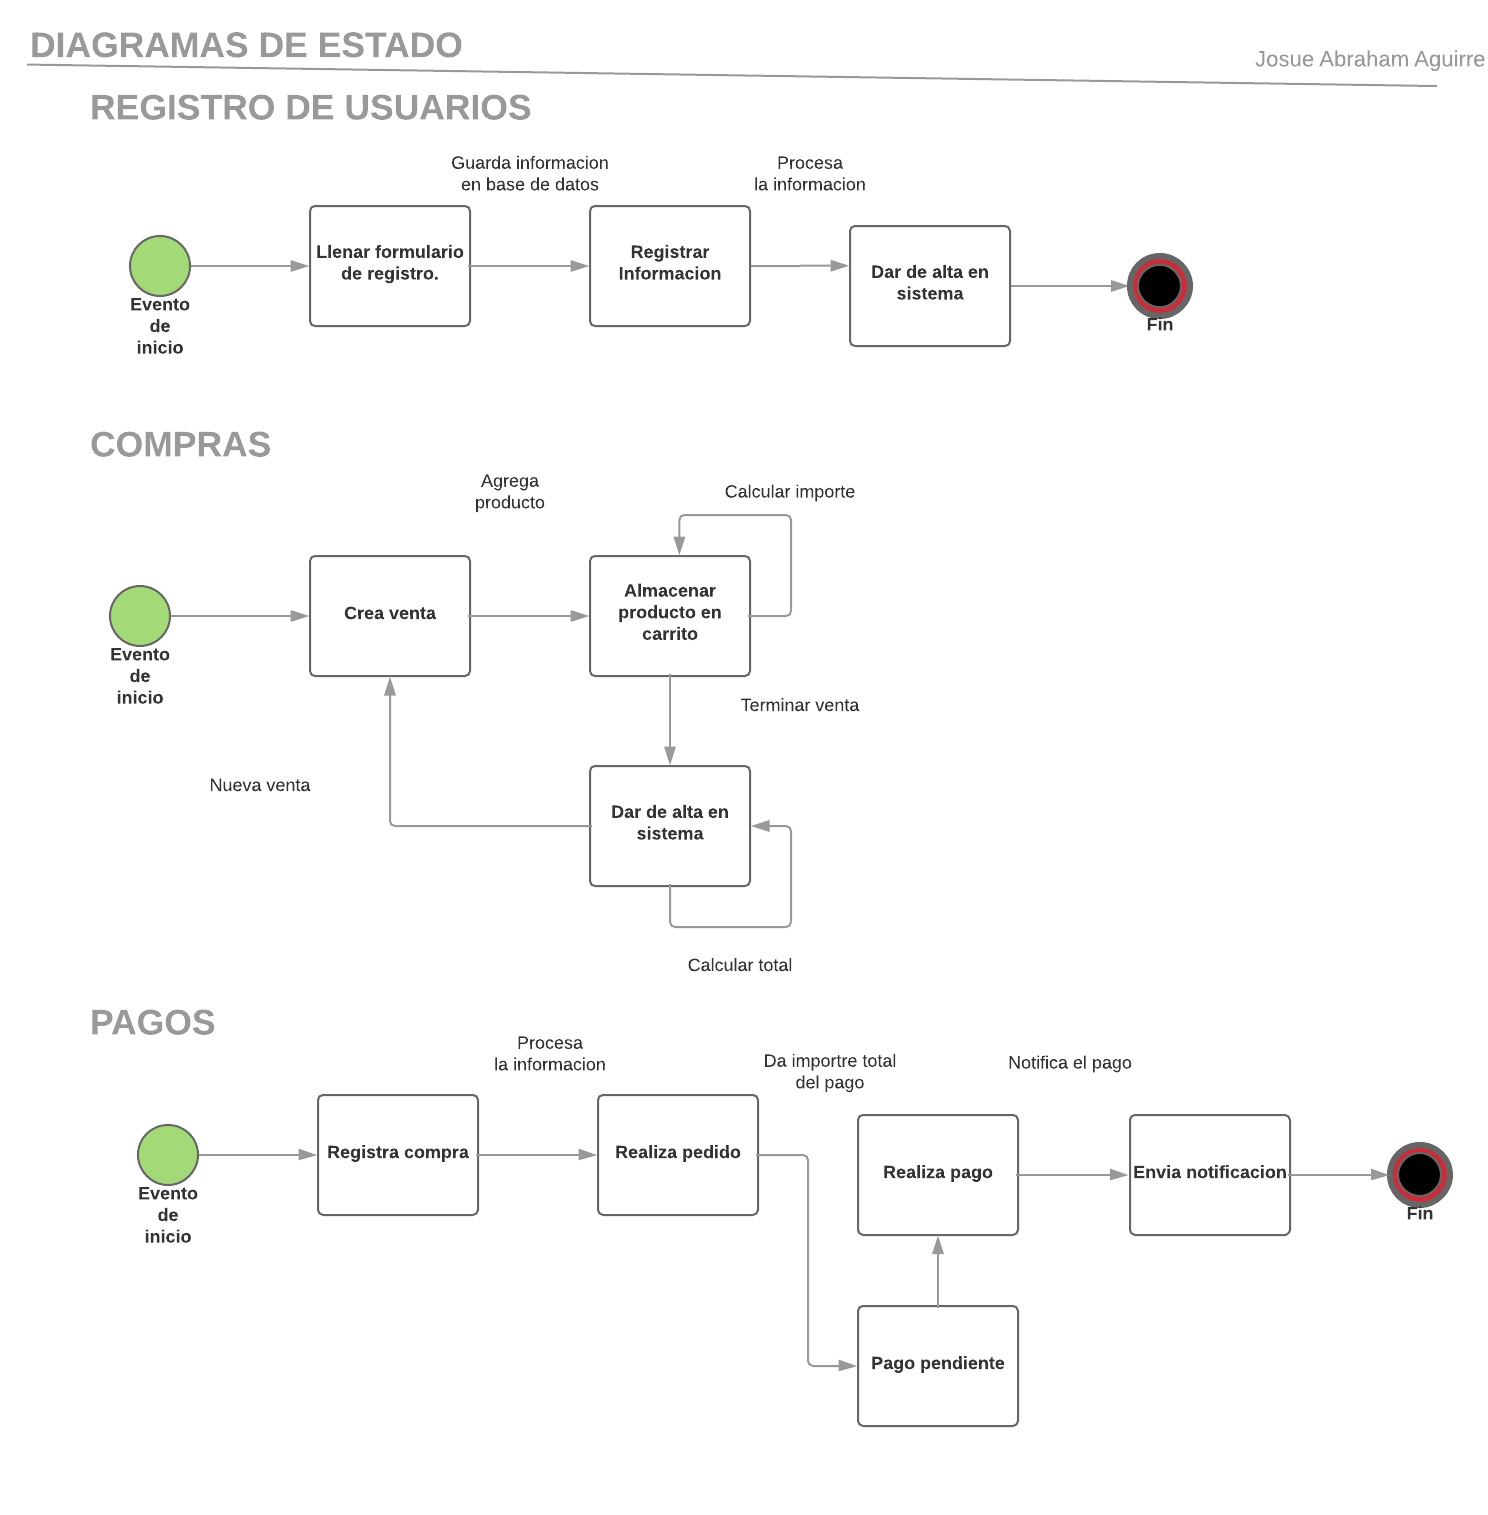 DIAGRAMAS DE ESTADO
Josue Abraham Aguirre
REGISTRO DE USUARIOS
Guarda informacion
en base de datos
Procesa
la informacion
Evento
de
inicio
Llenar formulario
de registro.
Registrar
Informacion
Dar de alta en
sistema
Fin
COMPRAS
Agrega
producto
Calcular importe
Evento
de
inicio
Crea venta
Almacenar
producto en
carrito
Terminar venta
Nueva venta
Dar de alta en
sistema
Calcular total
PAGOS
Procesa
la informacion
Da importre total
del pago
Notifica el pago
Evento
de
inicio
Registra compra
Realiza pedido
Realiza pago
Envia notificacion
Fin
Pago pendiente